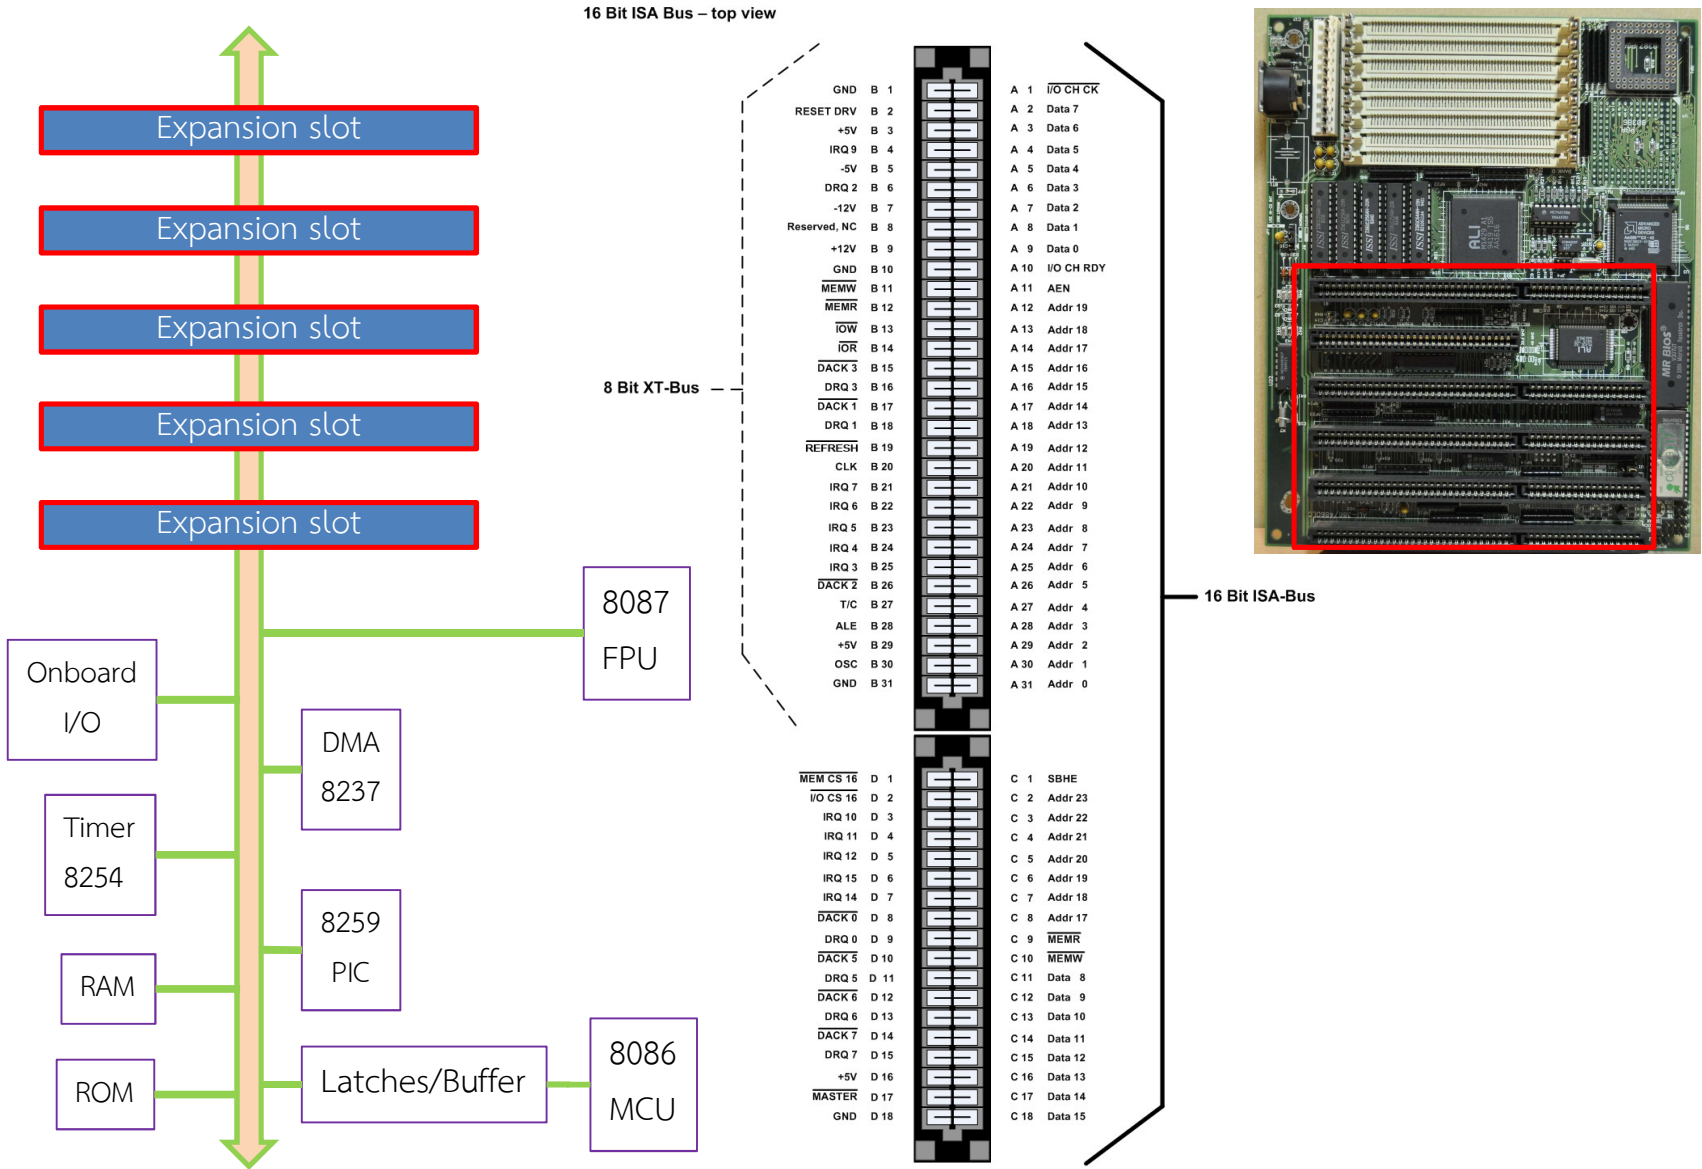 16 Bit ISA Bus – top view
Expansion slot
Expansion slot
Expansion slot
Expansion slot
Expansion slot
8087
FPU
Onboard
I/O
DMA
8237
Timer
8254
8259
PIC
RAM
ROM
Latches/Buffer
8086
MCU
8 Bit XT-Bus
16 Bit ISA-Bus
GND B 1 A 1 I/O CH CK
RESET DRV B 2 A 2 Data 7
+5V B 3 A 3 Data 6
IRQ 9 B 4 A 4 Data 5
-5V B 5 A 5 Data 4
DRQ 2 B 6 A 6 Data 3
-12V B 7 A 7 Data 2
Reserved, NC B 8 A 8 Data 1
+12V B 9 A 9 Data 0
GND B 10 A 10 I/O CH RDY
MEMW B 11 A 11 AEN
MEMR B 12 A 12 Addr 19
IOW B 13 A 13 Addr 18
IOR B 14 A 14 Addr 17
DACK 3 B 15 A 15 Addr 16
DRQ 3 B 16 A 16 Addr 15
DACK 1 B 17 A 17 Addr 14
DRQ 1 B 18 A 18 Addr 13
REFRESH B 19 A 19 Addr 12
CLK B 20 A 20 Addr 11
IRQ 7 B 21 A 21 Addr 10
IRQ 6 B 22 A 22 Addr 9
IRQ 5 B 23 A 23 Addr 8
IRQ 4 B 24 A 24 Addr 7
IRQ 3 B 25 A 25 Addr 6
DACK 2 B 26 A 26 Addr 5
T/C B 27 A 27 Addr 4
ALE B 28 A 28 Addr 3
+5V B 29 A 29 Addr 2
OSC B 30 A 30 Addr 1
GND B 31 A 31 Addr 0
MEM CS 16 D 1 C 1 SBHE
I/O CS 16 D 2 C 2 Addr 23
IRQ 10 D 3 C 3 Addr 22
IRQ 11 D 4 C 4 Addr 21
IRQ 12 D 5 C 5 Addr 20
IRQ 15 D 6 C 6 Addr 19
IRQ 14 D 7 C 7 Addr 18
DACK 0 D 8 C 8 Addr 17
DRQ 0 D 9 C 9 MEMR
DACK 5 D 10 C 10 MEMW
DRQ 5 D 11 C 11 Data 8
DACK 6 D 12 C 12 Data 9
DRQ 6 D 13 C 13 Data 10
DACK 7 D 14 C 14 Data 11
DRQ 7 D 15 C 15 Data 12
+5V D 16 C 16 Data 13
MASTER D 17 C 17 Data 14
GND D 18 C 18 Data 15
ALI
MR BIOS®